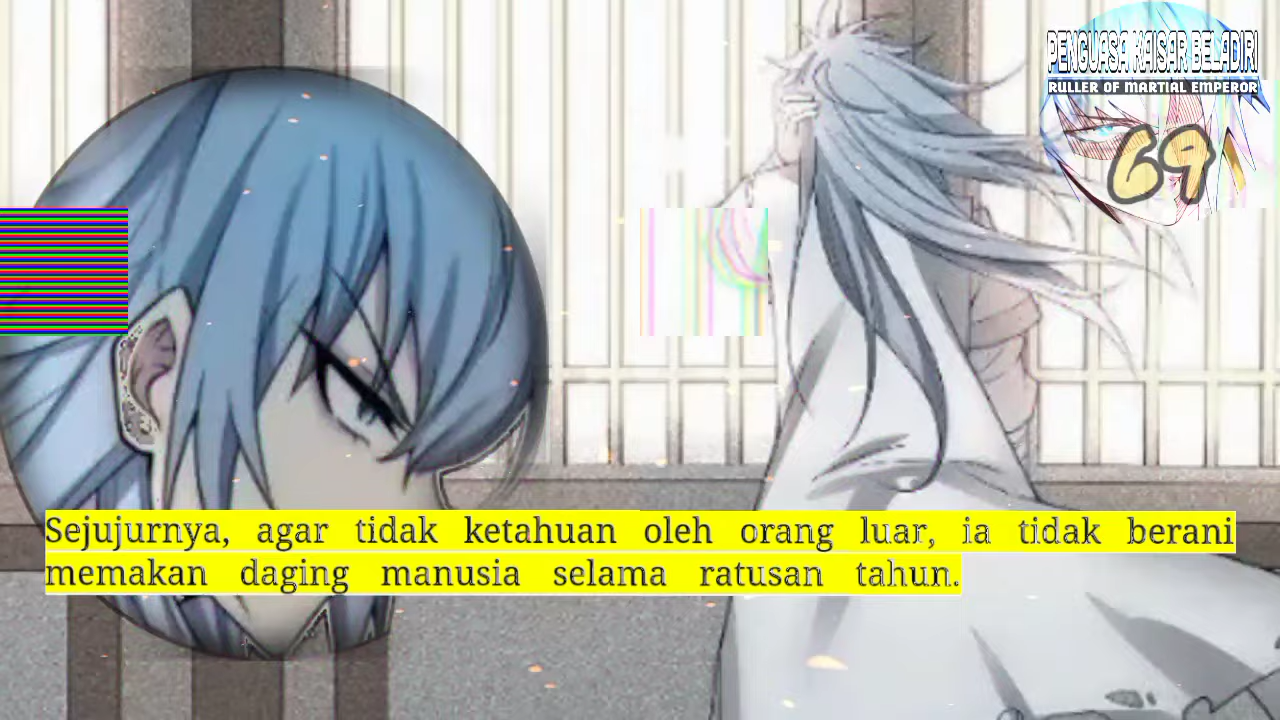 PENGUASA KAISAR BELADIRI
RULLER OF MARTIAL EMPEROR
69
Sejujurnya, agar tidak ketahuan oleh orang luar, ia tidak berani
memakan daging manusia selama ratusan tahun.